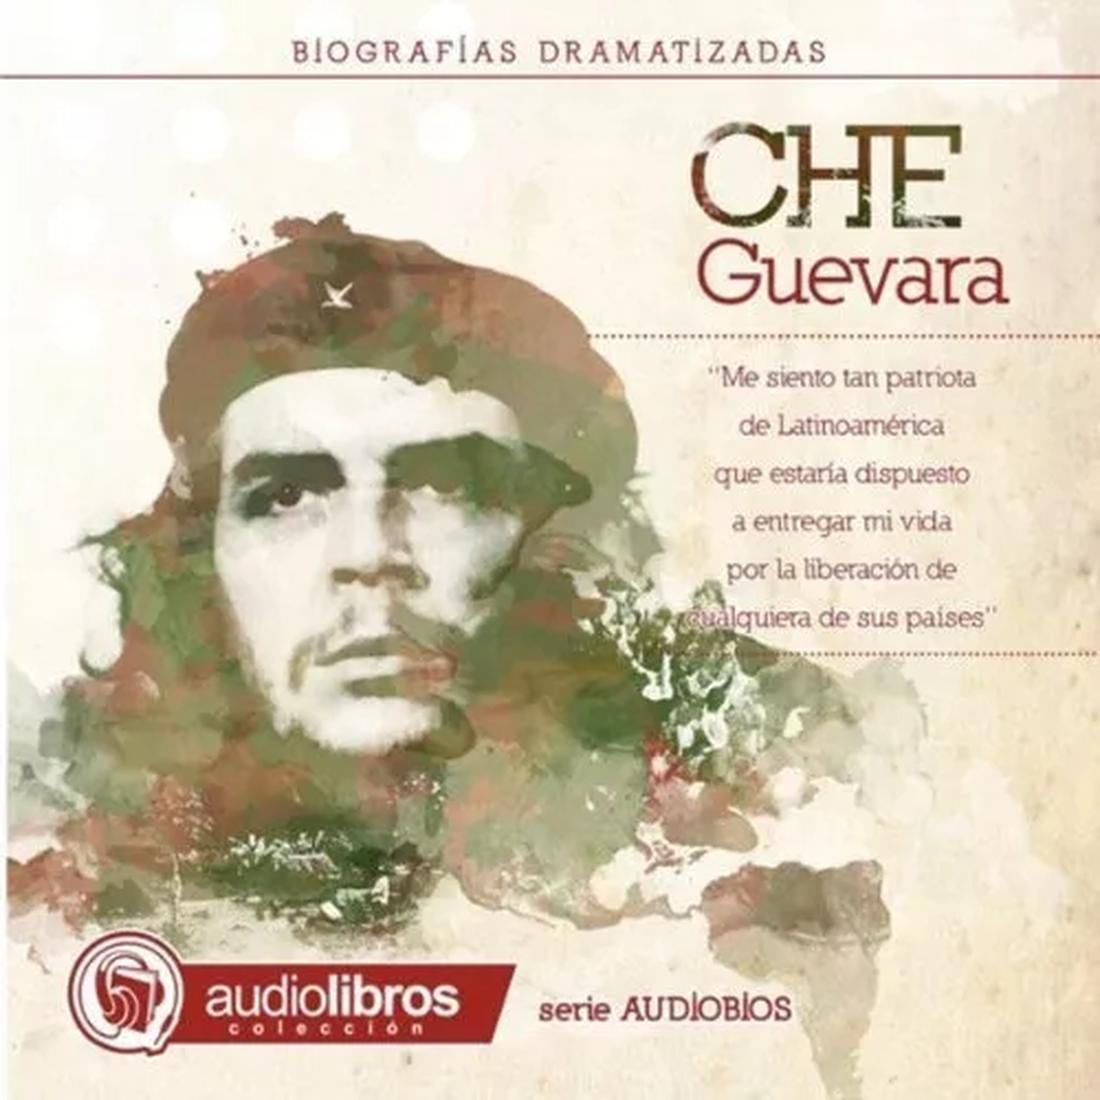 BIOGRAFÍAS DRAMATIZADAS
CHE
Guevara
"Me siento tan patriota
de Latinoamérica
que estaría dispuesto
a entregar mi vida
por la liberación de
cualquiera de sus países"
audiolibros
colección
serie AUDIOBIOS